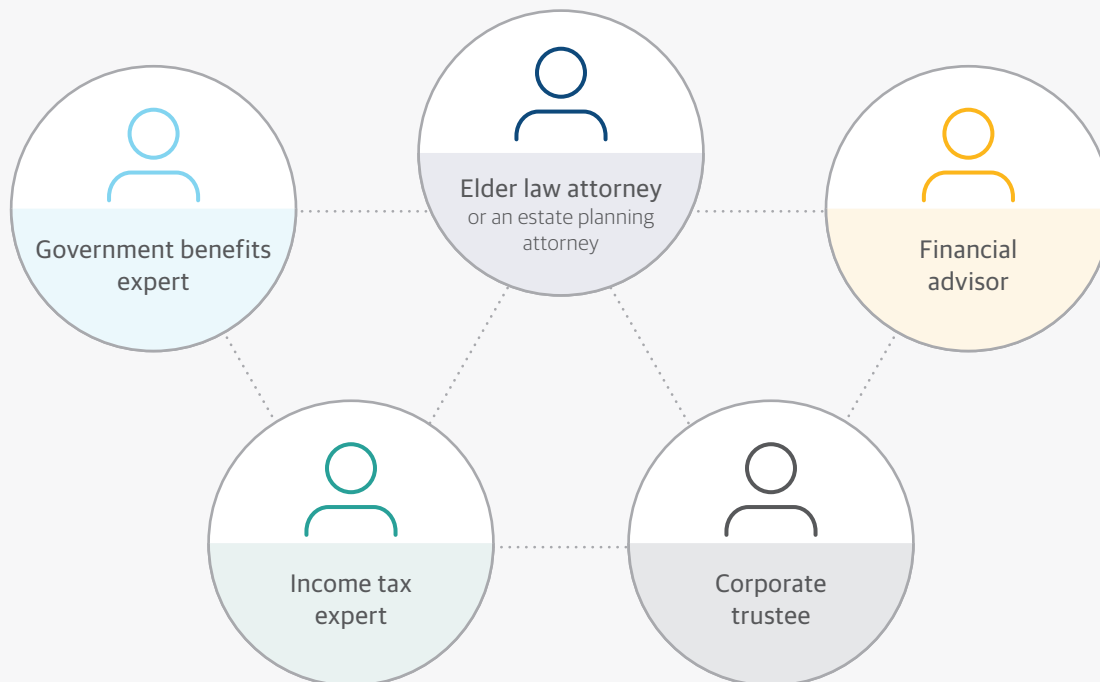 Government benefits
expert
Elder law attorney
or an estate planning
attorney
Financial
advisor
Income tax
expert
Corporate
trustee